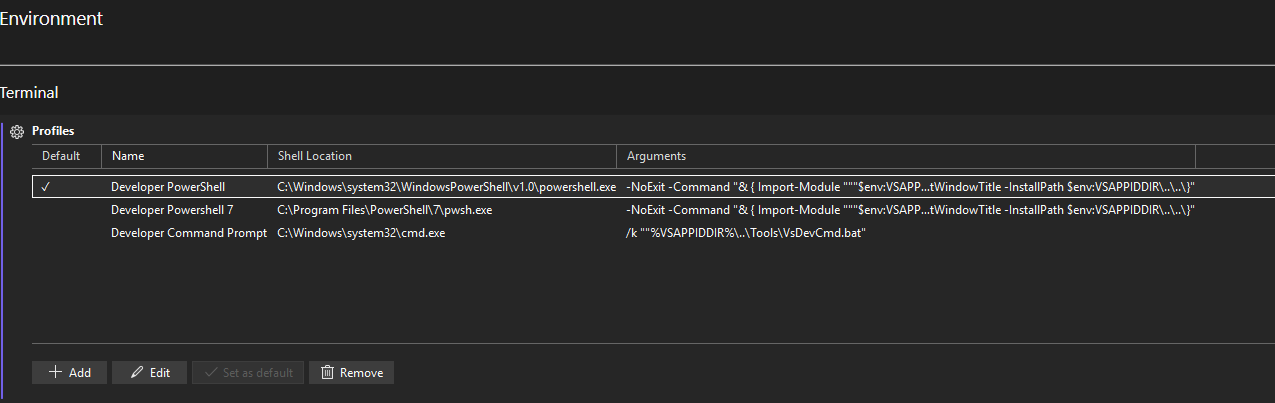 Environment
Terminal
Profiles
Default Name Shell Location Arguments
✓ Developer PowerShell C:\Windows\system32\WindowsPowerShell\v1.0\powershell.exe -NoExit -Command "& { Import-Module """$env:VSAPP...tWindowTitle -InstallPath $env:VSAPPIDDIR\..\..\}"
Developer Powershell 7 C:\Program Files\PowerShell\7\pwsh.exe -NoExit -Command "& { Import-Module """$env:VSAPP...tWindowTitle -InstallPath $env:VSAPPIDDIR\..\..\}"
Developer Command Prompt C:\Windows\system32\cmd.exe /k ""%VSAPPIDDIR%\..\Tools\VsDevCmd.bat"
Add Edit Set as default Remove